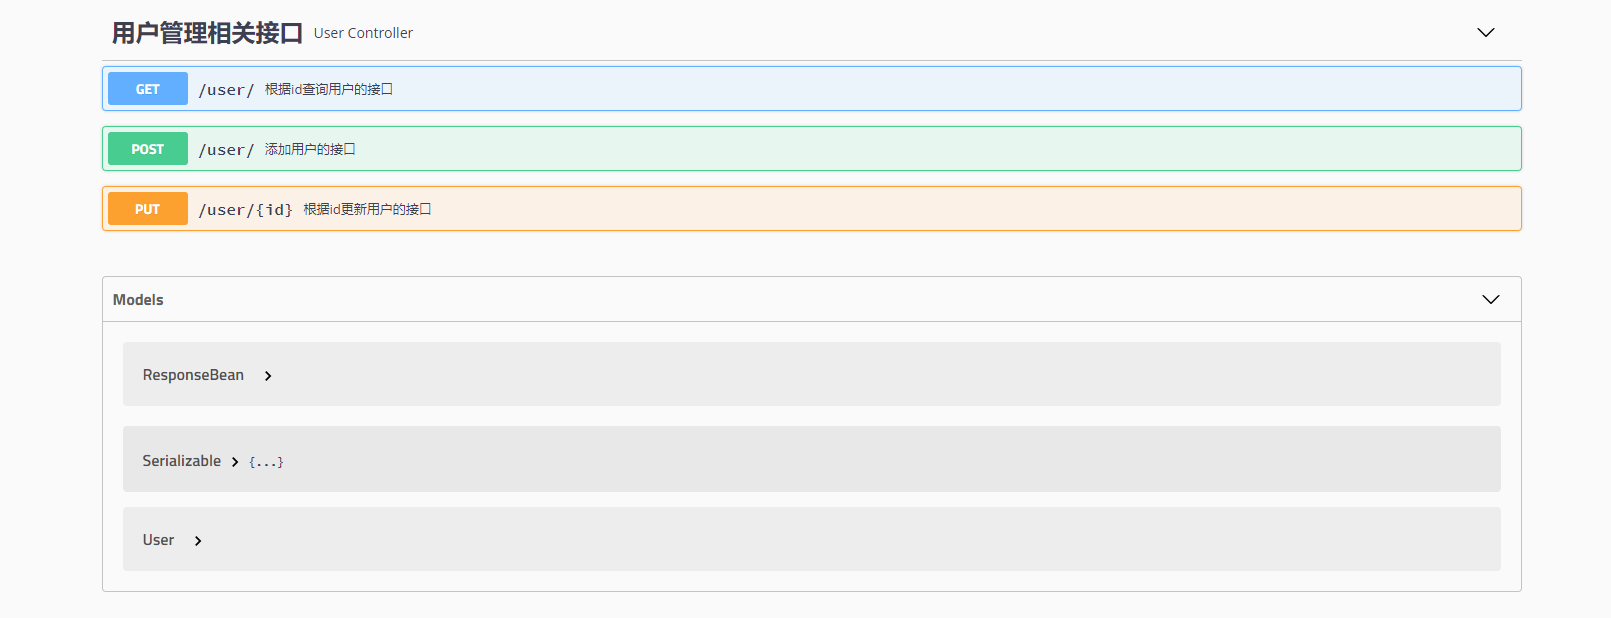 用户管理相关接口 User Controller
GET /user/ 根据id查询用户的接口
POST /user/ 添加用户的接口
PUT /user/{id} 根据id更新用户的接口
Models
ResponseBean
Serializable {...}
User